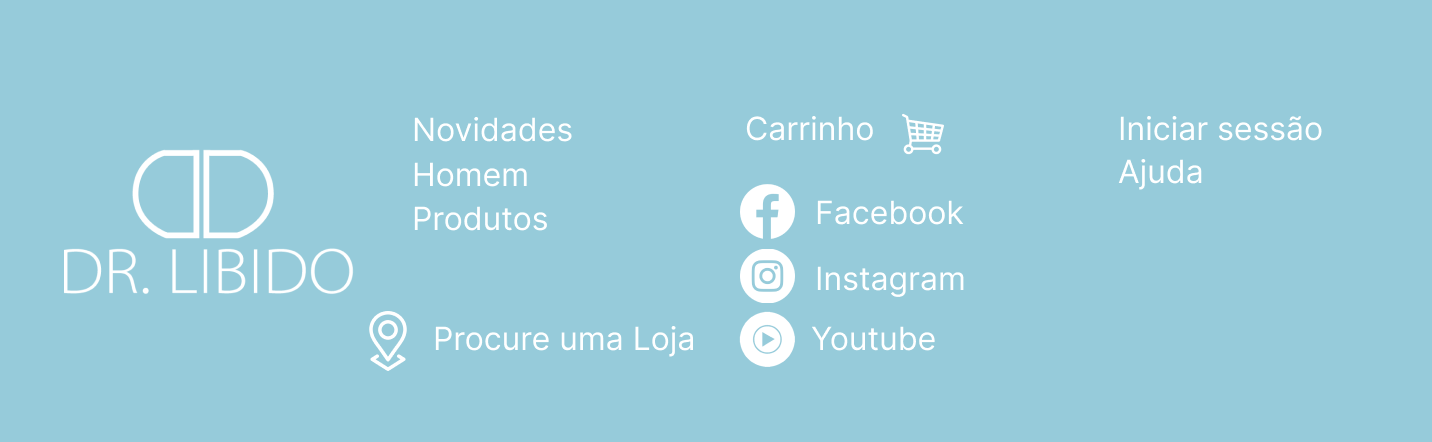 DR. LIBIDO
Novidades
Homem
Produtos
Procure uma Loja
Carrinho
Facebook
Instagram
Youtube
Iniciar sessão
Ajuda